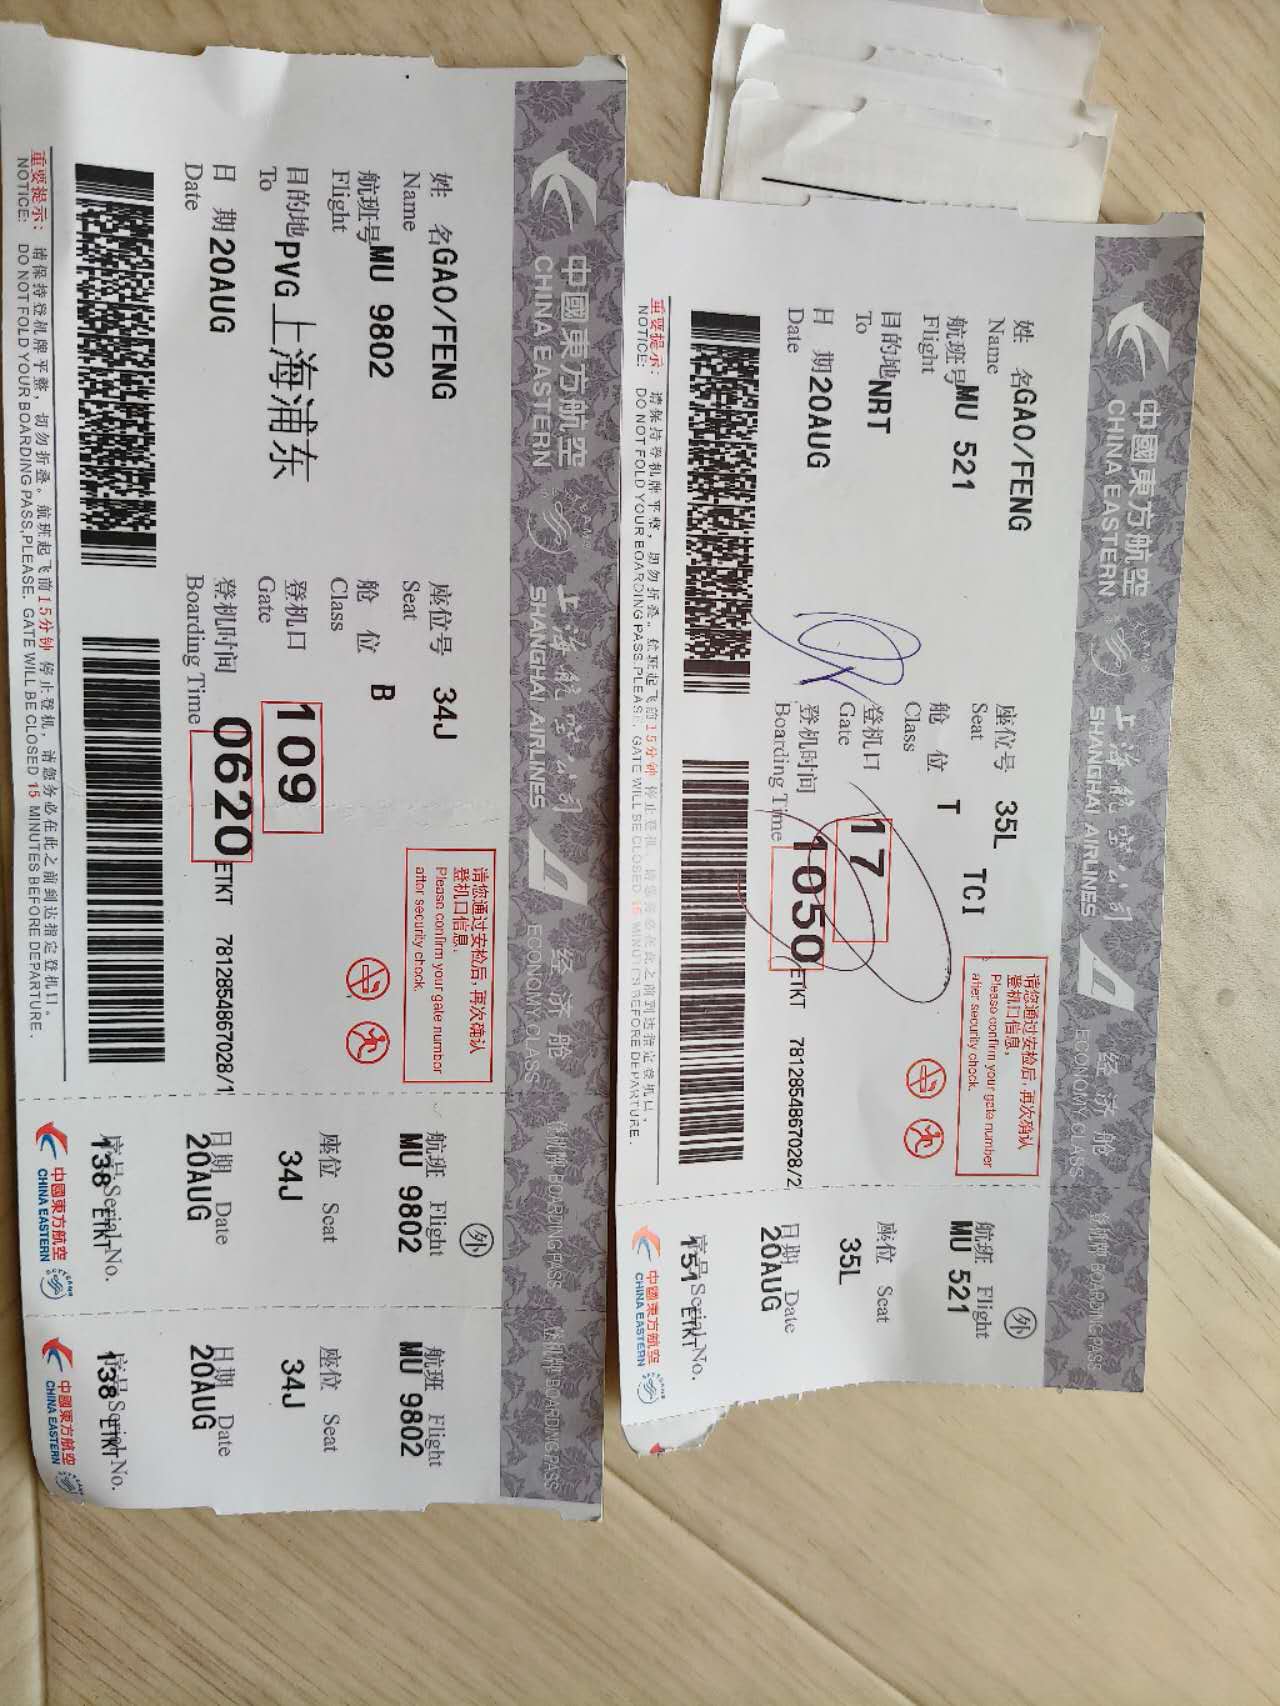 中國東方航空
CHINA EASTERN
上海航空公司
SHANGHAI AIRLINES
经济舱
ECONOMY CLASS
登机牌 BOARDING PASS
登机牌 BOARDING PASS
姓 名GAO/FENG
Name
座位号 34J
Seat
请您通过安检后,再次确认
登机口信息.
Please confirm your gate number
after security check.
航班号MU 9802
Flight
舱 位 B
Class
目的地PVG上海浦东
To
登机口 109
Gate
日 期20AUG
Date
登机时间 0620
Boarding Time
ETKT 7812854867028/1
重要提示: 请保持登机牌平整,切勿折叠。航班起飞前15分钟停止登机,请您务必在此之前到达指定登机口。
NOTICE: DO NOT FOLD YOUR BOARDING PASS,PLEASE. GATE WILL BE CLOSED 15 MINUTES BEFORE DEPARTURE.
外
航班 Flight
MU 9802
座位 Seat
34J
日期 Date
20AUG
序号 Serial No.
138 ETKT
中國東方航空
CHINA EASTERN
航班 Flight
MU 9802
座位 Seat
34J
日期 Date
20AUG
序号 Serial No.
138 ETKT
中國東方航空
CHINA EASTERN
中國東方航空
CHINA EASTERN
上海航空公司
SHANGHAI AIRLINES
经济舱
ECONOMY CLASS
登机牌 BOARDING PASS
姓 名GAO/FENG
Name
座位号 35L
Seat
TCI
请您通过安检后,再次确认
登机口信息.
Please confirm your gate number
after security check.
航班号MU 521
Flight
舱 位 T
Class
目的地NRT
To
登机口 17
Gate
日 期20AUG
Date
登机时间 1050
Boarding Time
ETKT 7812854867028/2
重要提示: 请保持登机牌平整,切勿折叠。航班起飞前15分钟停止登机,请您务必在此之前到达指定登机口。
NOTICE: DO NOT FOLD YOUR BOARDING PASS,PLEASE. GATE WILL BE CLOSED 15 MINUTES BEFORE DEPARTURE.
外
航班 Flight
MU 521
座位 Seat
35L
日期 Date
20AUG
序号 Serial No.
151 ETKT
中國東方航空
CHINA EASTERN